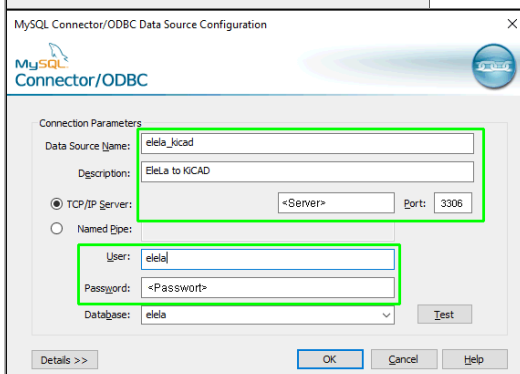 MySQL Connector/ODBC Data Source Configuration
MySQL
Connector/ODBC
Connection Parameters
Data Source Name: elela_kicad
Description: EleLa to KiCAD
TCP/IP Server: <Server> Port: 3306
Named Pipe:
User: elela
Password: <Passwort>
Database: elela Test
Details >> OK Cancel Help